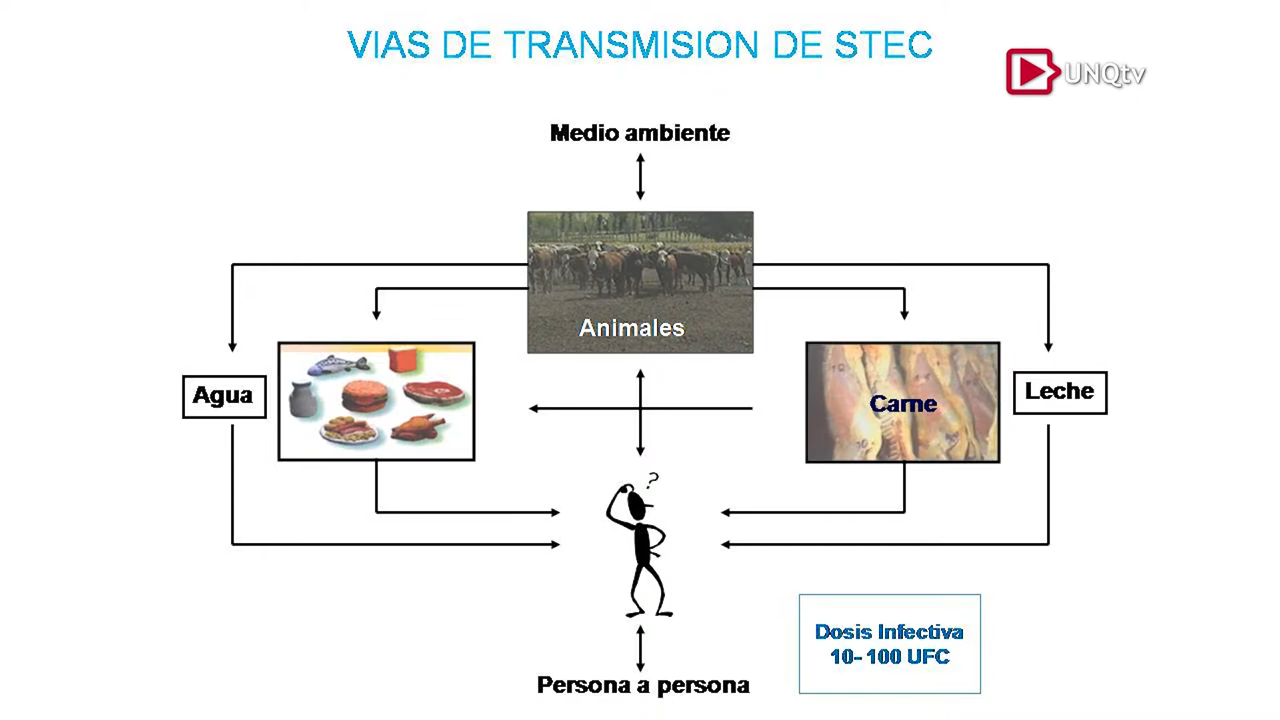 VIAS DE TRANSMISION DE STEC
UNQtv
Medio ambiente
Animales
Agua
Carne
Leche
?
Dosis Infectiva
10- 100 UFC
Persona a persona